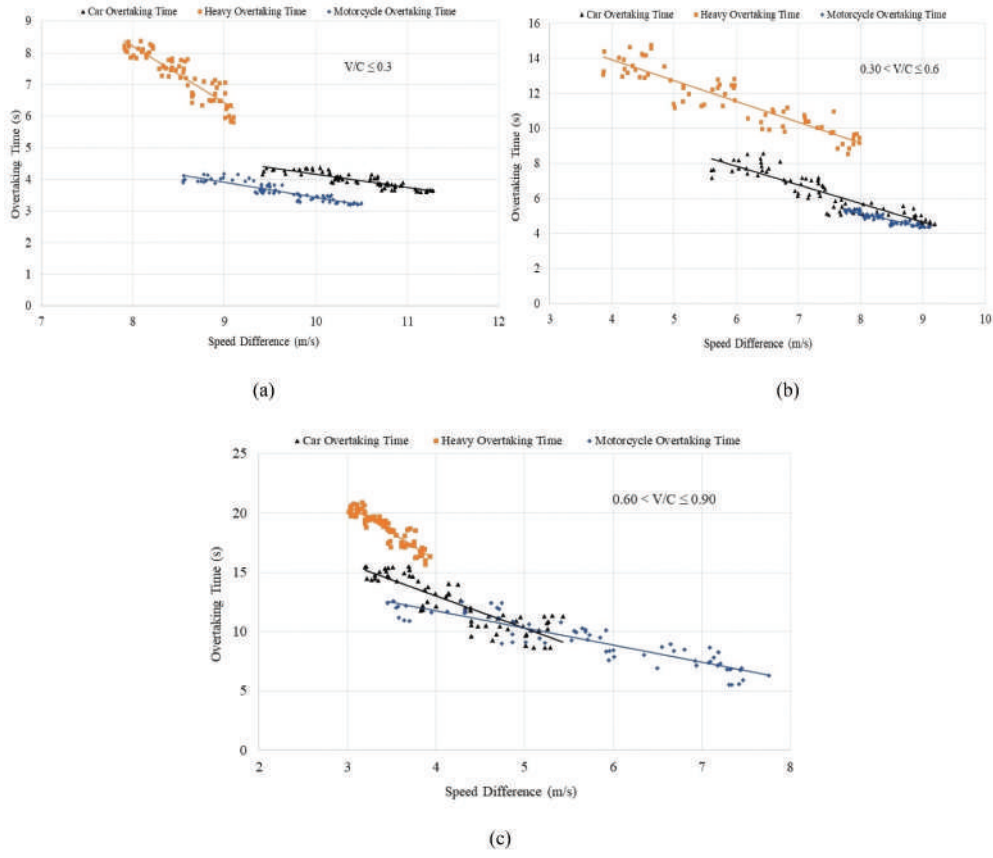 ▲ Car Overtaking Time ■ Heavy Overtaking Time ◆ Motorcycle Overtaking Time
V/C ≤ 0.3
Overtaking Time (s)
9
8
7
6
5
4
3
2
1
0
7 8 9 10 11 12
Speed Difference (m/s)
(a)
▲ Car Overtaking Time ■ Heavy Overtaking Time ◆ Motorcycle Overtaking Time
0.30 < V/C ≤ 0.6
Overtaking Time (s)
16
14
12
10
8
6
4
2
0
3 4 5 6 7 8 9 10
Speed Difference (m/s)
(b)
▲ Car Overtaking Time ■ Heavy Overtaking Time ◆ Motorcycle Overtaking Time
0.60 < V/C ≤ 0.90
Overtaking Time (s)
25
20
15
10
5
0
2 3 4 5 6 7 8
Speed Difference (m/s)
(c)